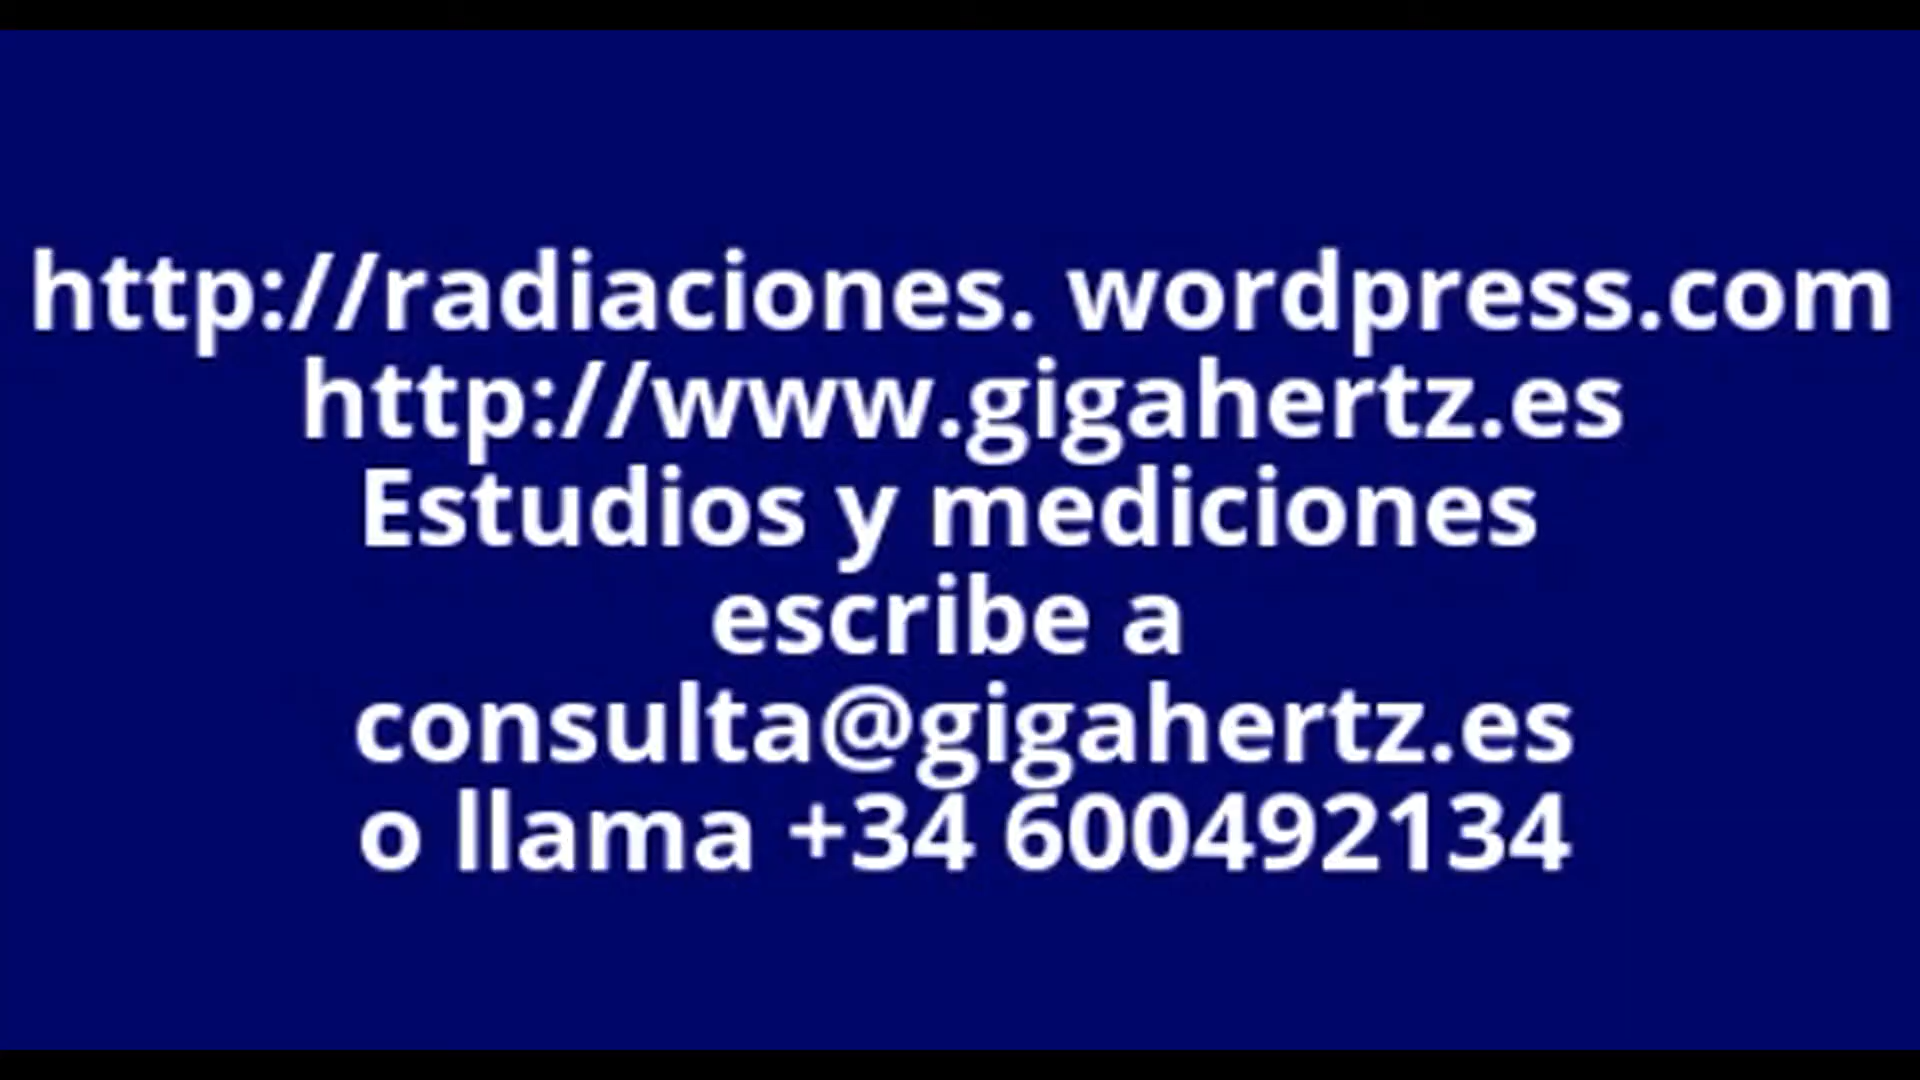 http://radiaciones. wordpress.com
http://www.gigahertz.es
Estudios y mediciones
escribe a
consulta@gigahertz.es
o llama +34 600492134